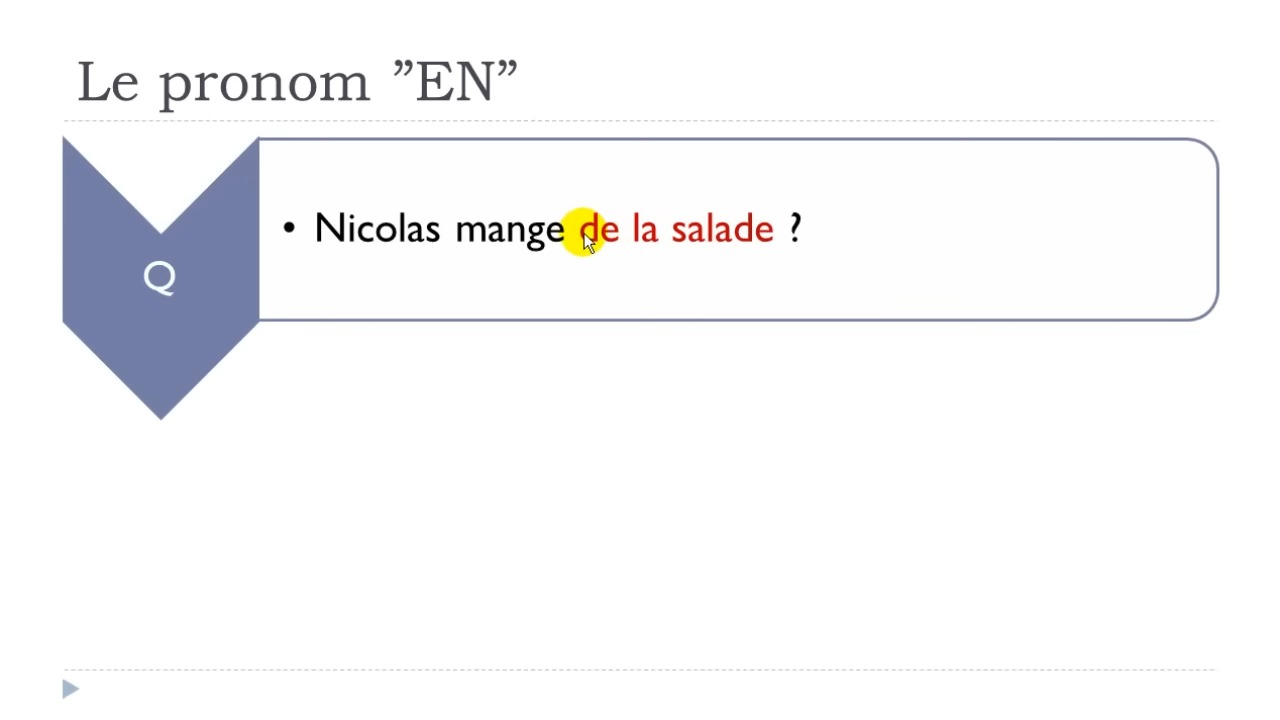 Le pronom ”EN”
Q
• Nicolas mange de la salade ?